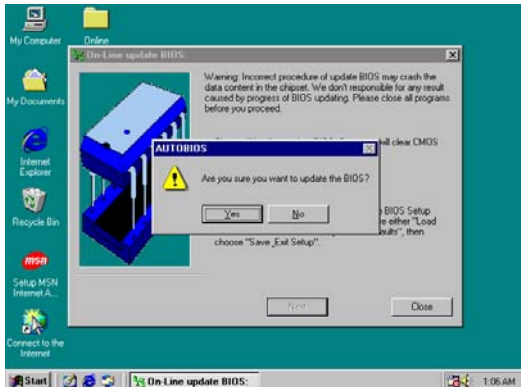 My Computer
Online
On-Line update BIOS:
Warning: Incorrect procedure of update BIOS may crash the
data content in the chipset. We don't responsible for any result
caused by progress of BIOS updating. Please close all programs
before you proceed.
My Documents
will clear CMOS
AUTOBIOS
Are you sure you want to update the BIOS?
Yes
No
Internet
Explorer
Recycle Bin
BIOS Setup
either "Load
then
choose "Save_Exit Setup".
msn
Setup MSN
Internet A...
Next
Close
Connect to the
Internet
Start
On-Line update BIOS:
1:06 AM